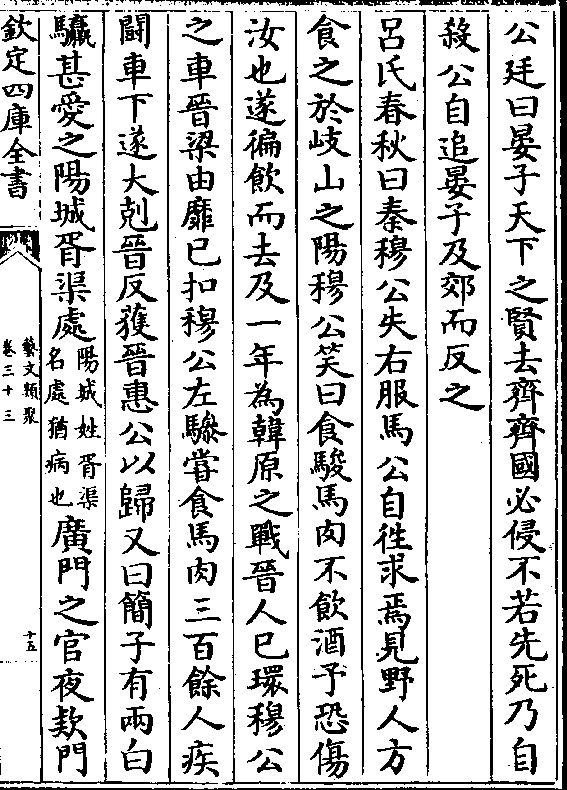 公廷曰晏子天下之賢去齊齊國必侵不若先死乃自
殺公自追晏子及郊而反之
呂氏春秋曰秦穆公失右服馬公自徃求焉見野人方
食之於岐山之陽穆公笑曰食駿馬肉不飲酒予恐傷
汝也遂徧飲而去及一年為韓原之戰晉人已環穆公
之車晉梁由靡已扣穆公左驂嘗食馬肉三百餘人疾
鬭車下遂大剋晉反獲晉惠公以歸又曰簡子有兩白
驘甚愛之陽城胥渠處陽城姓胥渠名處猶病也廣門之官夜欵門
欽定四庫全書
藝文類聚
卷三十三
十五